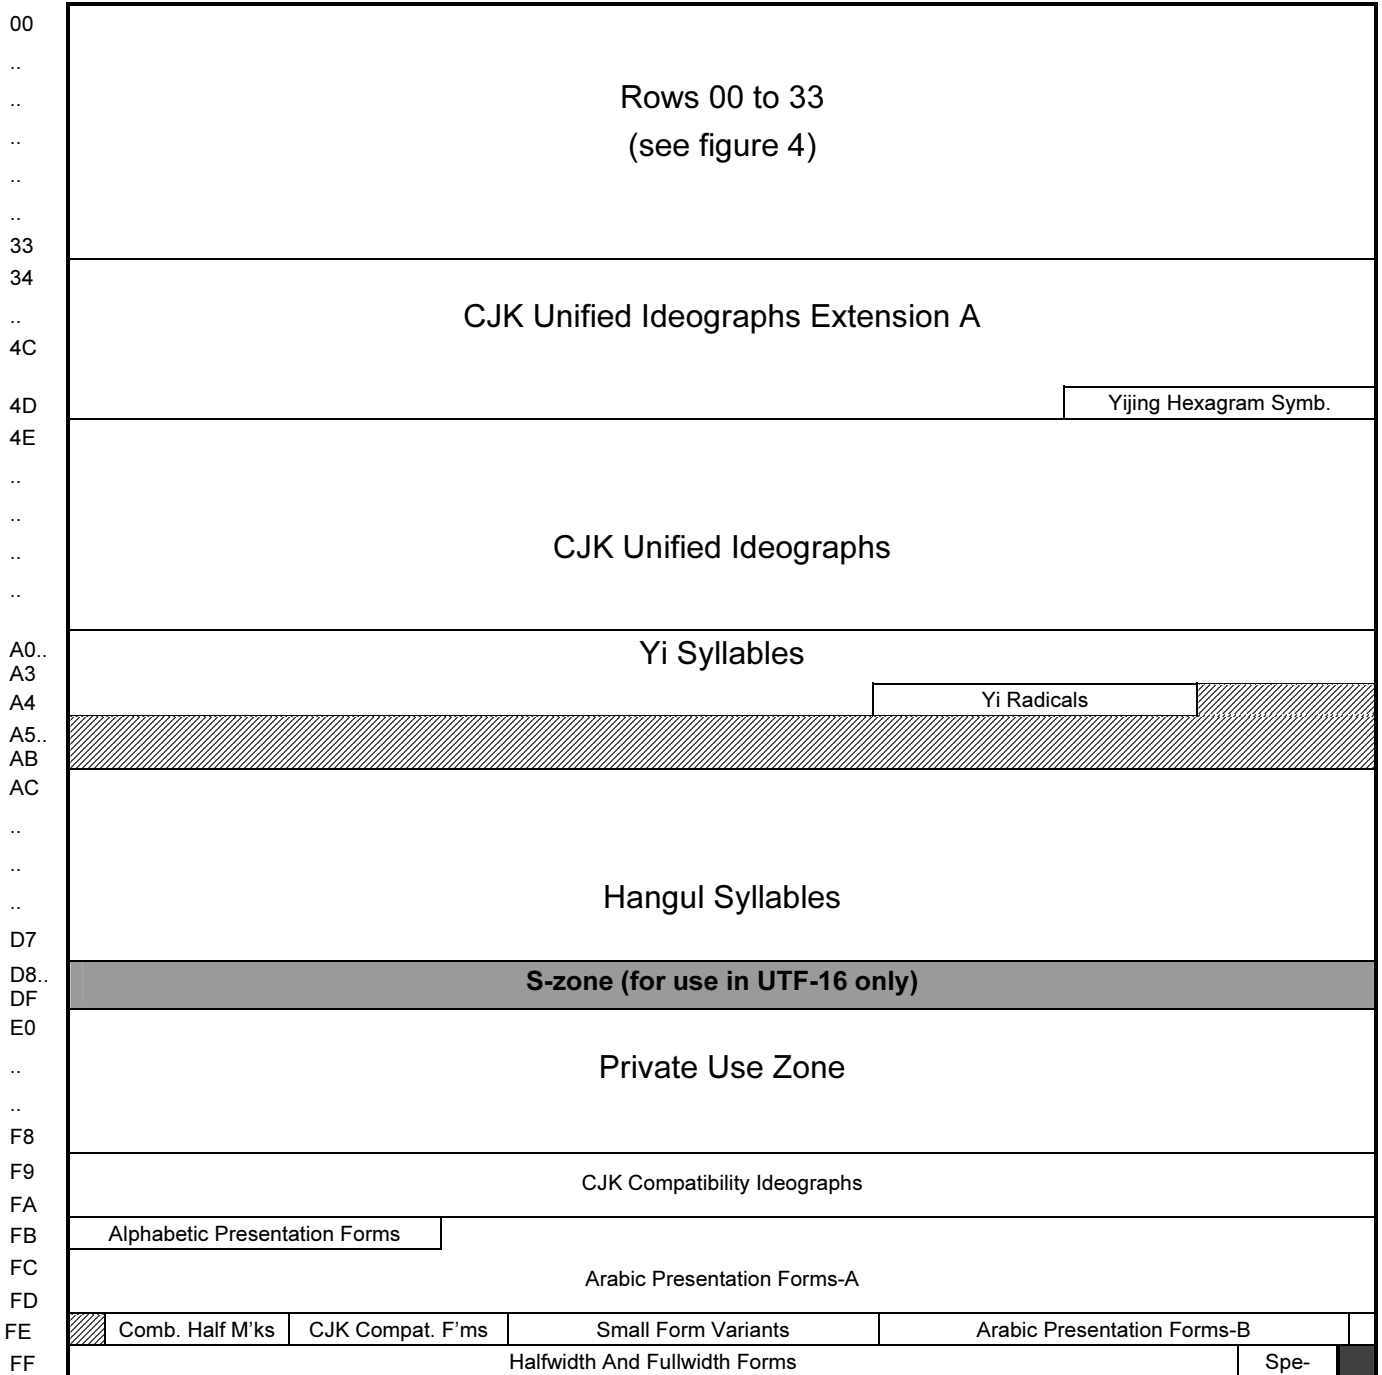 00
..
..
Rows 00 to 33
..
(see figure 4)
..
..
33
34
..
CJK Unified Ideographs Extension A
4C
4D
Yijing Hexagram Symb.
4E
..
..
..
CJK Unified Ideographs
..
A0..
Yi Syllables
A3
A4
Yi Radicals
A5..
AB
AC
..
..
..
Hangul Syllables
D7
D8..
S-zone (for use in UTF-16 only)
DF
E0
..
Private Use Zone
..
F8
F9
CJK Compatibility Ideographs
FA
FB
Alphabetic Presentation Forms
FC
Arabic Presentation Forms-A
FD
FE
Comb. Half M'ks
CJK Compat. F'ms
Small Form Variants
Arabic Presentation Forms-B
FF
Halfwidth And Fullwidth Forms
Spe-